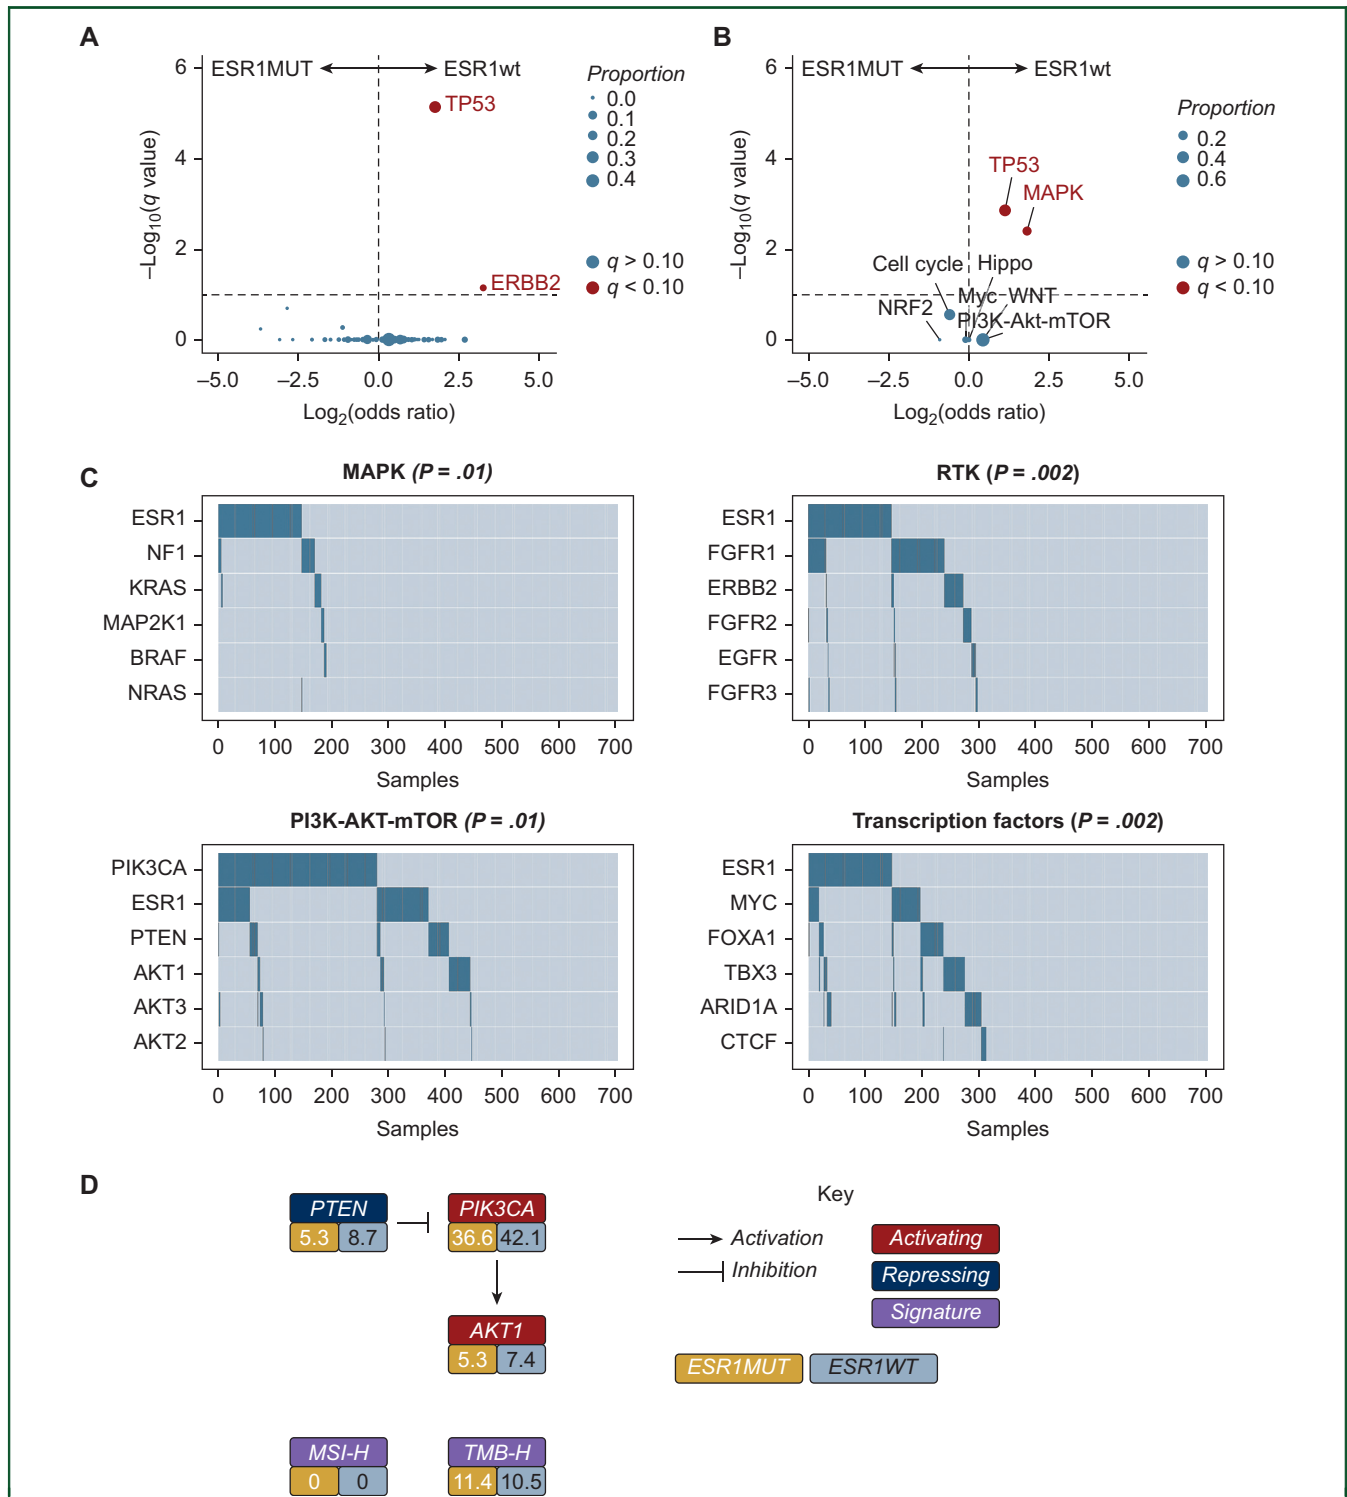 A
ESR1MUT ESR1wt
TP53
ERBB2
6
4
2
0
–Log10(q value)
–5.0 –2.5 0.0 2.5 5.0
Log2(odds ratio)
Proportion
0.0
0.1
0.2
0.3
0.4
q > 0.10
q < 0.10
B
ESR1MUT ESR1wt
TP53
MAPK
Cell cycle Hippo
Myc WNT
NRF2
PI3K-Akt-mTOR
6
4
2
0
–Log10(q value)
–5.0 –2.5 0.0 2.5 5.0
Log2(odds ratio)
Proportion
0.2
0.4
0.6
q > 0.10
q < 0.10
C
MAPK (P = .01)
ESR1
NF1
KRAS
MAP2K1
BRAF
NRAS
0 100 200 300 400 500 600 700
Samples
RTK (P = .002)
ESR1
FGFR1
ERBB2
FGFR2
EGFR
FGFR3
0 100 200 300 400 500 600 700
Samples
PI3K-AKT-mTOR (P = .01)
PIK3CA
ESR1
PTEN
AKT1
AKT3
AKT2
0 100 200 300 400 500 600 700
Samples
Transcription factors (P = .002)
ESR1
MYC
FOXA1
TBX3
ARID1A
CTCF
0 100 200 300 400 500 600 700
Samples
D
PTEN
5.3 8.7
PIK3CA
36.6 42.1
AKT1
5.3 7.4
MSI-H
0 0
TMB-H
11.4 10.5
Key
Activation
Inhibition
Activating
Repressing
Signature
ESR1MUT ESR1WT